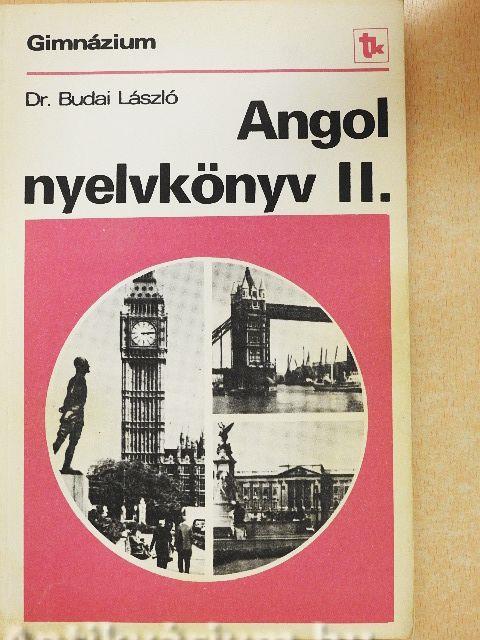 Gimnázium
tk
Dr. Budai László
Angol
nyelvkönyv II.